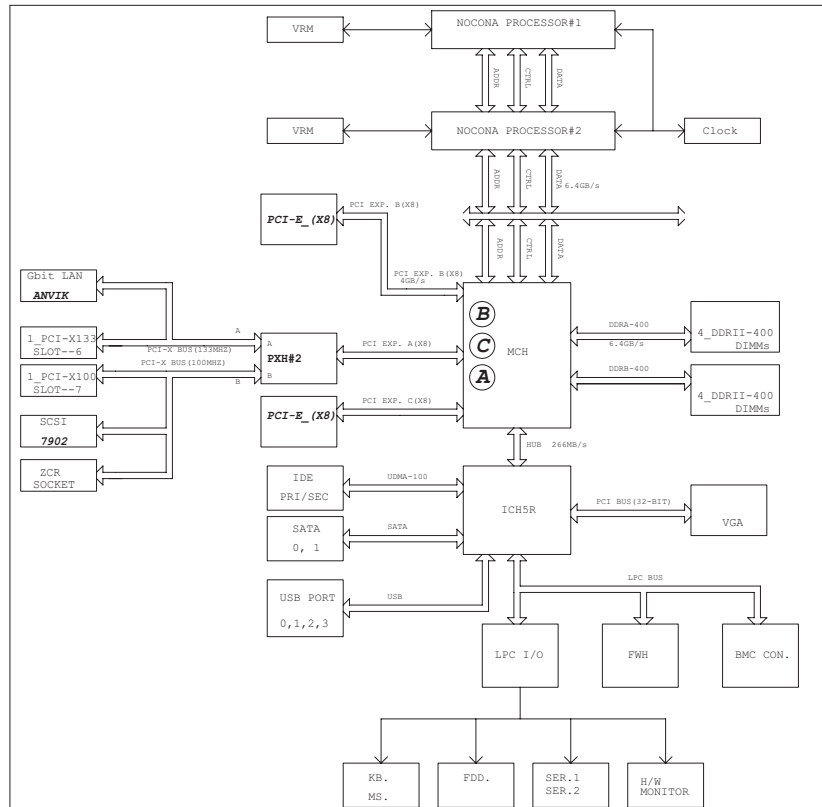 VRM
NOCONA PROCESSOR#1
ADDR
CTRL
DATA
VRM
NOCONA PROCESSOR#2
Clock
ADDR
CTRL
DATA
6.4GB/s
PCI EXP. B(X8)
PCI-E_(X8)
ADDR
CTRL
DATA
PCI EXP. B(X8)
4GB/s
Gbit LAN
ANVIK
B
C
A
MCH
DDRA-400
6.4GB/s
4_DDRII-400
DIMMs
A
1_PCI-X133
SLOT--6
PCI-X BUS(133MHZ)
A
PXH#2
B
PCI EXP. A(X8)
PCI-X BUS(100MHZ)
1_PCI-X100
SLOT--7
B
DDRB-400
4_DDRII-400
DIMMs
PCI EXP. C(X8)
PCI-E_(X8)
SCSI
7902
HUB 266MB/s
ZCR
SOCKET
IDE
PRI/SEC
UDMA-100
ICH5R
PCI BUS(32-BIT)
VGA
SATA
0, 1
SATA
LPC BUS
USB PORT
0,1,2,3
USB
LPC I/O
FWH
BMC CON.
KB.
MS.
FDD.
SER.1
SER.2
H/W
MONITOR